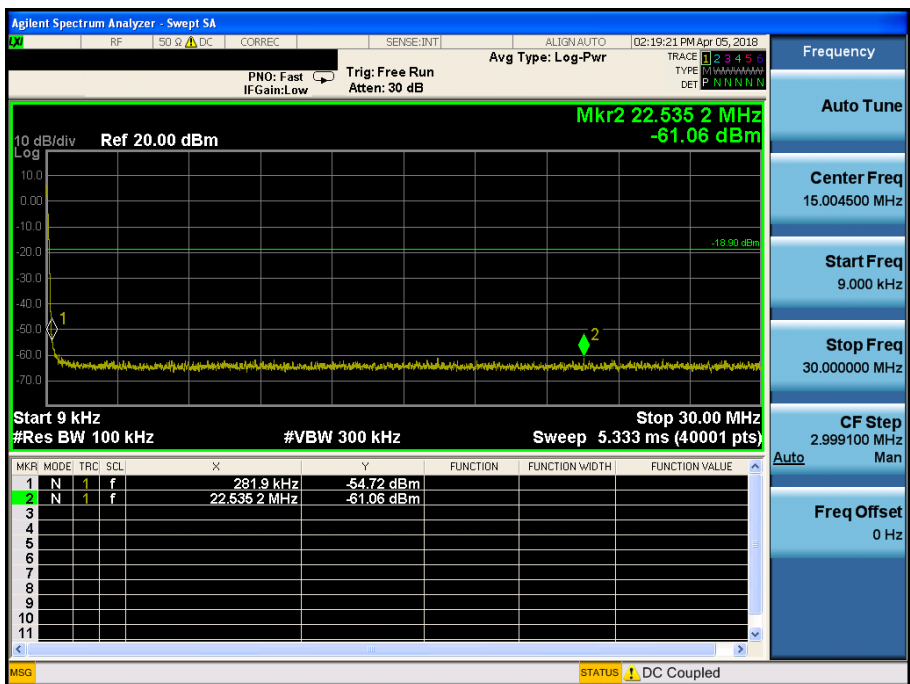 Agilent Spectrum Analyzer - Swept SA
LXI RF 50 Ω DC CORREC SENSE:INT ALIGNAUTO 02:19:21 PM Apr 05, 2018
PNO: Fast
IFGain:Low
Trig: Free Run
Atten: 30 dB
Avg Type: Log-Pwr
TRACE 1 2 3 4 5 6
TYPE M
DET P N N N N N
Mkr2 22.535 2 MHz
-61.06 dBm
10 dB/div
Log
Ref 20.00 dBm
10.0
0.00
-10.0
-18.90 dBm
-20.0
-30.0
-40.0
-50.0
1
2
-60.0
-70.0
Start 9 kHz
Stop 30.00 MHz
#Res BW 100 kHz
#VBW 300 kHz
Sweep 5.333 ms (40001 pts)
MKR MODE TRC SCL X Y FUNCTION FUNCTION WIDTH FUNCTION VALUE
1 N 1 f 281.9 kHz -54.72 dBm
2 N 1 f 22.535 2 MHz -61.06 dBm
3
4
5
6
7
8
9
10
11
MSG
STATUS
DC Coupled
Frequency
Auto Tune
Center Freq
15.004500 MHz
Start Freq
9.000 kHz
Stop Freq
30.000000 MHz
CF Step
2.999100 MHz
Auto Man
Freq Offset
0 Hz